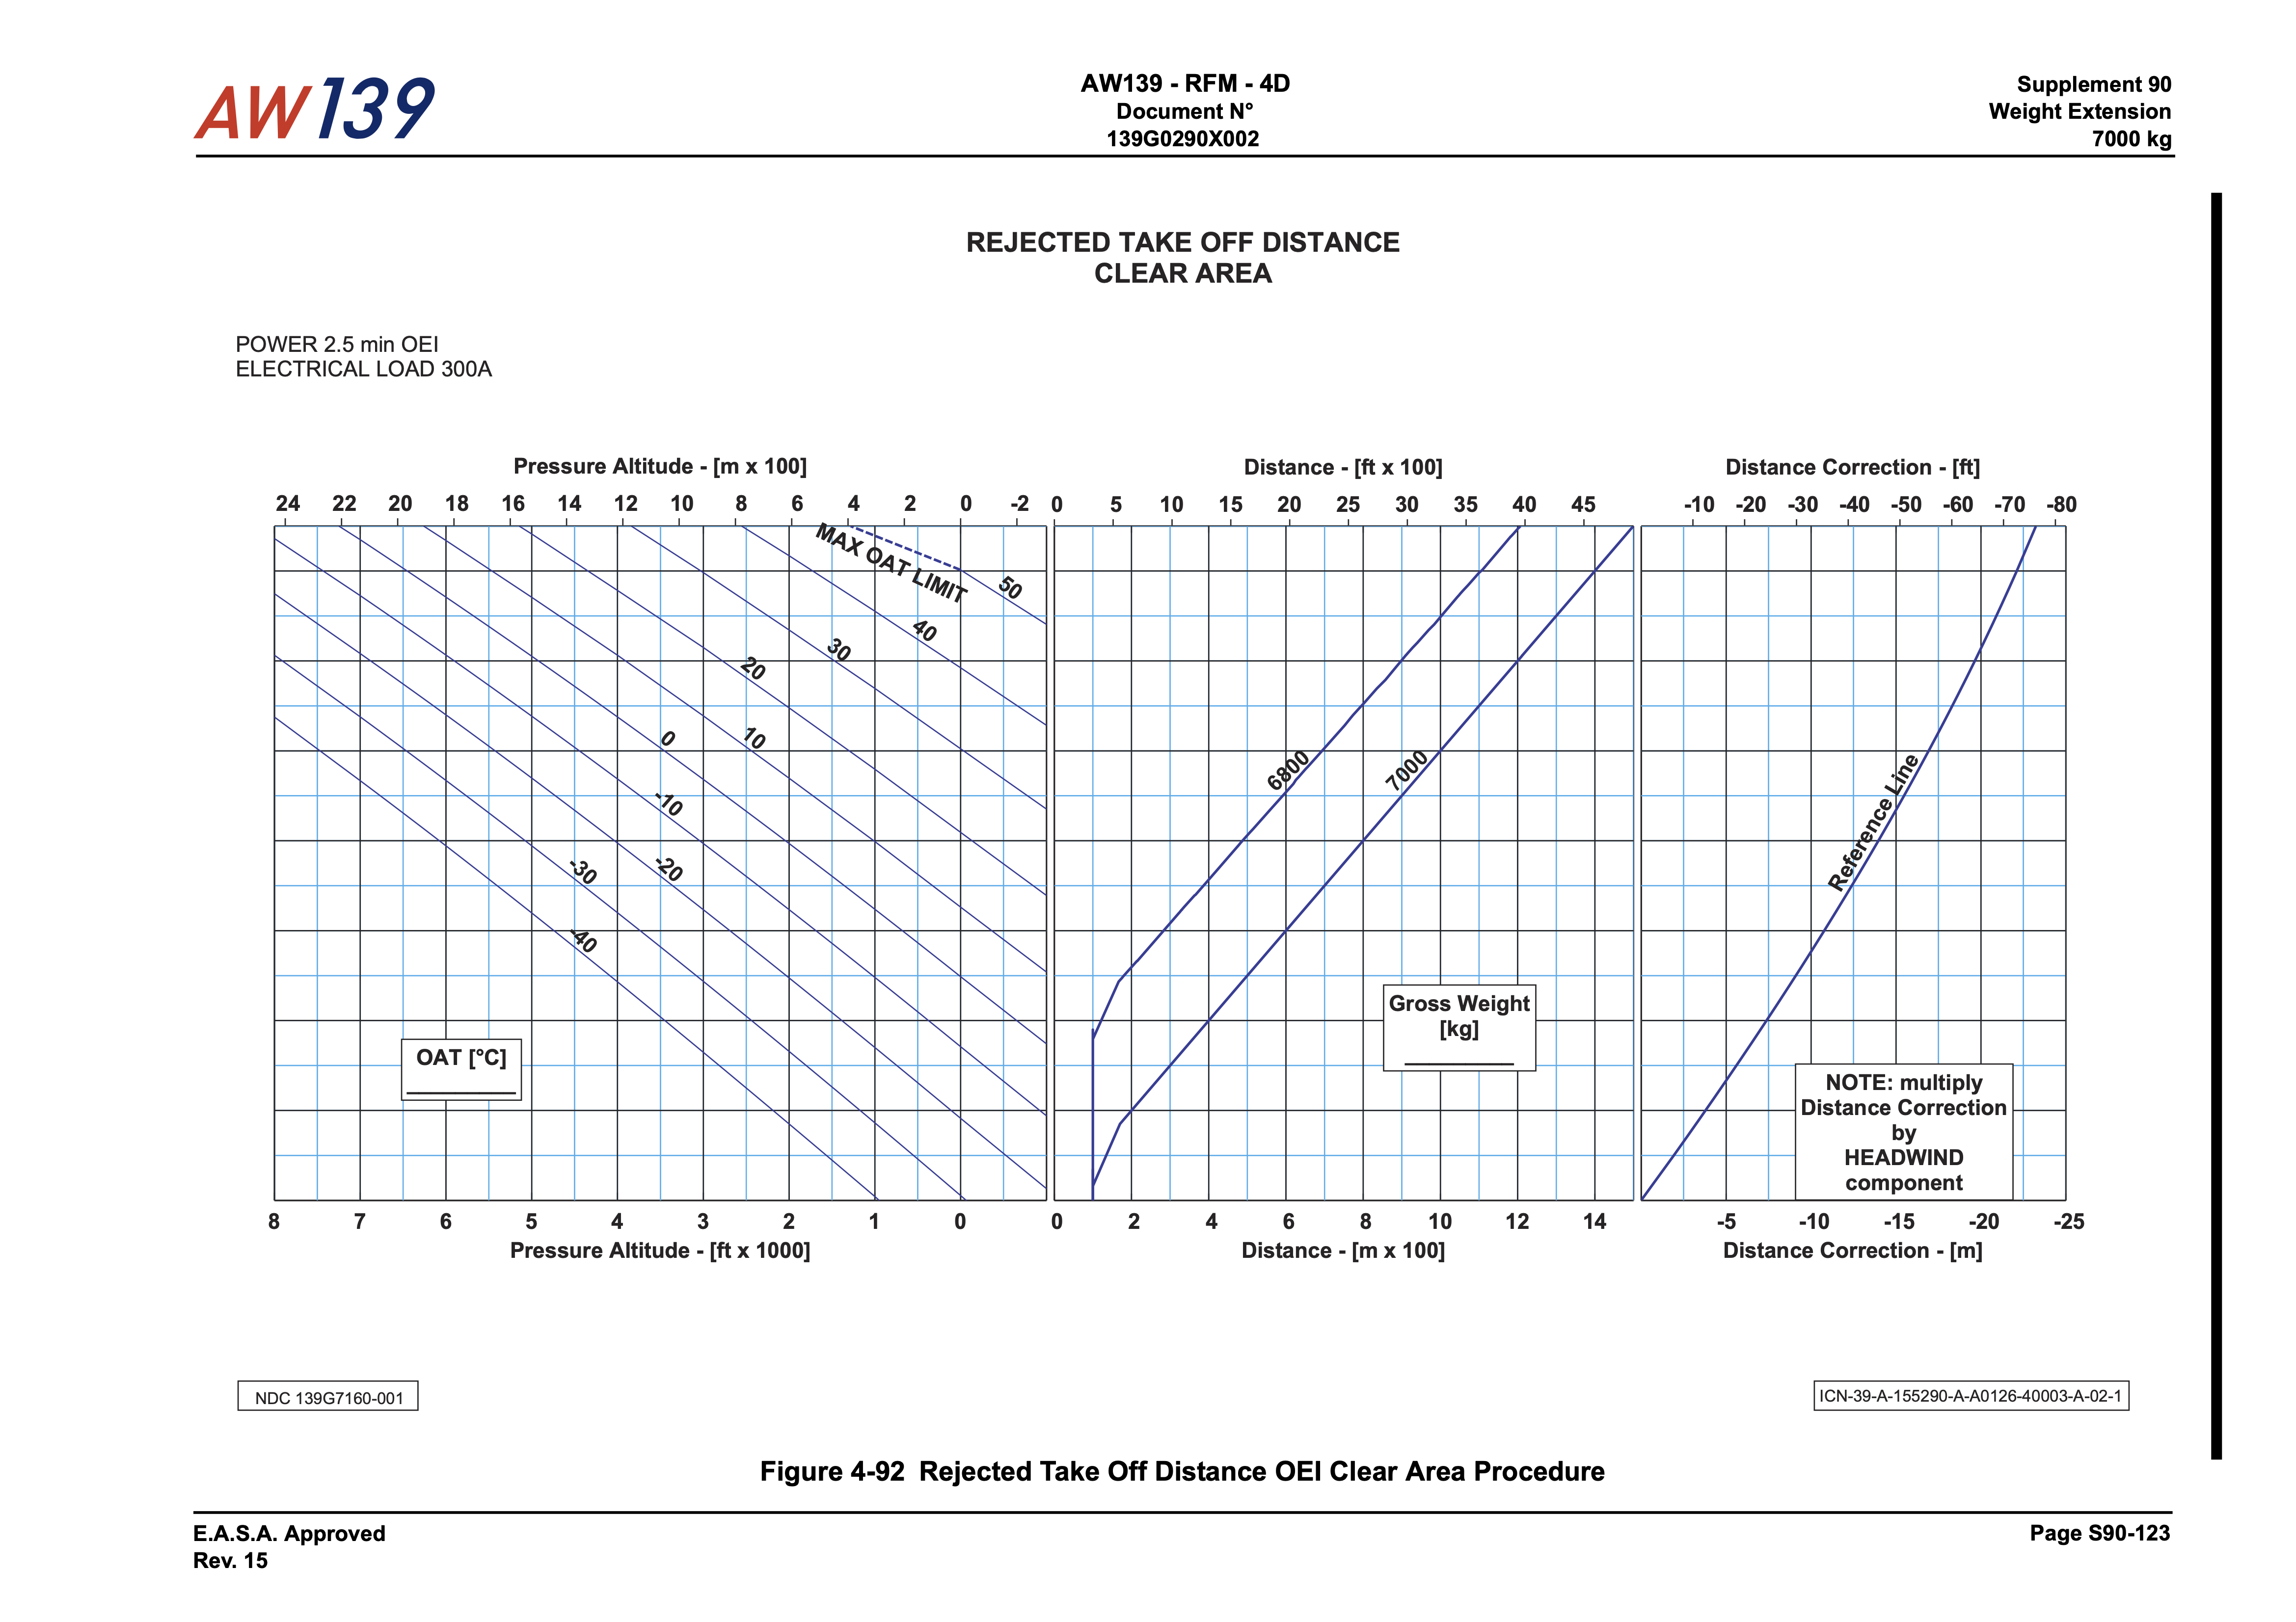 AW139
AW139 - RFM - 4D
Document N°
139G0290X002
Supplement 90
Weight Extension
7000 kg
REJECTED TAKE OFF DISTANCE
CLEAR AREA
POWER 2.5 min OEI
ELECTRICAL LOAD 300A
Pressure Altitude - [m x 100]
24 22 20 18 16 14 12 10 8 6 4 2 0 -2
MAX OAT LIMIT
50
40
30
20
10
0
-10
-20
-30
-40
OAT [°C]
8 7 6 5 4 3 2 1 0
Pressure Altitude - [ft x 1000]
Distance - [ft x 100]
0 5 10 15 20 25 30 35 40 45
6800
7000
Gross Weight
[kg]
0 2 4 6 8 10 12 14
Distance - [m x 100]
Distance Correction - [ft]
-10 -20 -30 -40 -50 -60 -70 -80
Reference Line
NOTE: multiply
Distance Correction
by
HEADWIND
component
-5 -10 -15 -20 -25
Distance Correction - [m]
NDC 139G7160-001
ICN-39-A-155290-A-A0126-40003-A-02-1
Figure 4-92 Rejected Take Off Distance OEI Clear Area Procedure
E.A.S.A. Approved
Rev. 15
Page S90-123